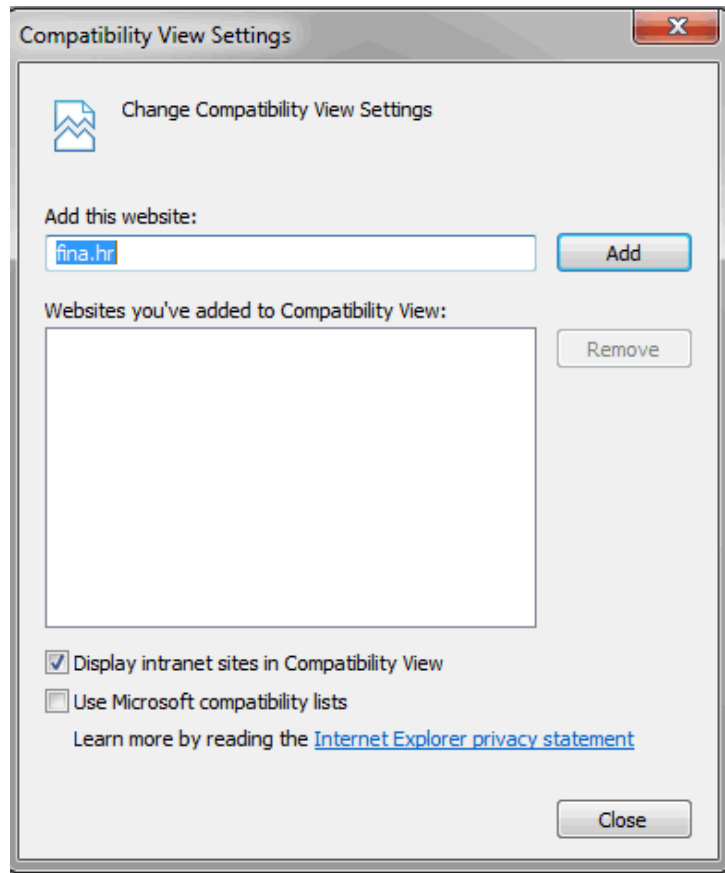 Compatibility View Settings
Change Compatibility View Settings
Add this website:
fina.hr
Add
Websites you've added to Compatibility View:
Remove
Display intranet sites in Compatibility View
Use Microsoft compatibility lists
Learn more by reading the Internet Explorer privacy statement
Close